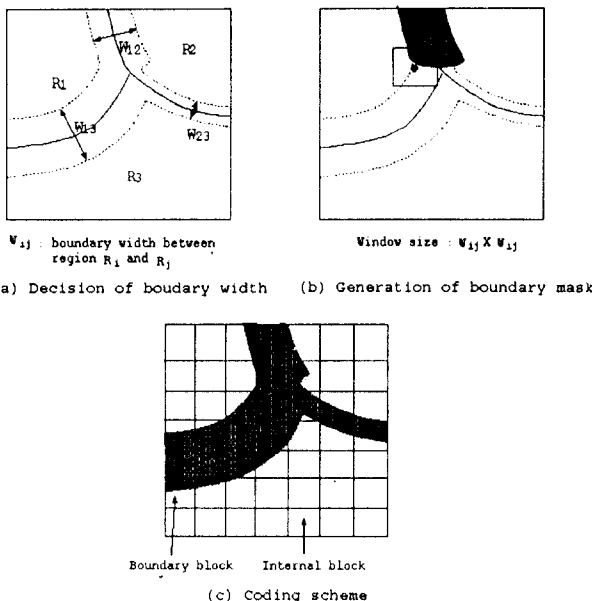 W12
R2
R1
W13
W23
R3
Wij : boundary width between
region Ri and Rj
Window size : Wij X Wij
a) Decision of boudary width
(b) Generation of boundary mask
Boundary block
Internal block
(c) Coding scheme